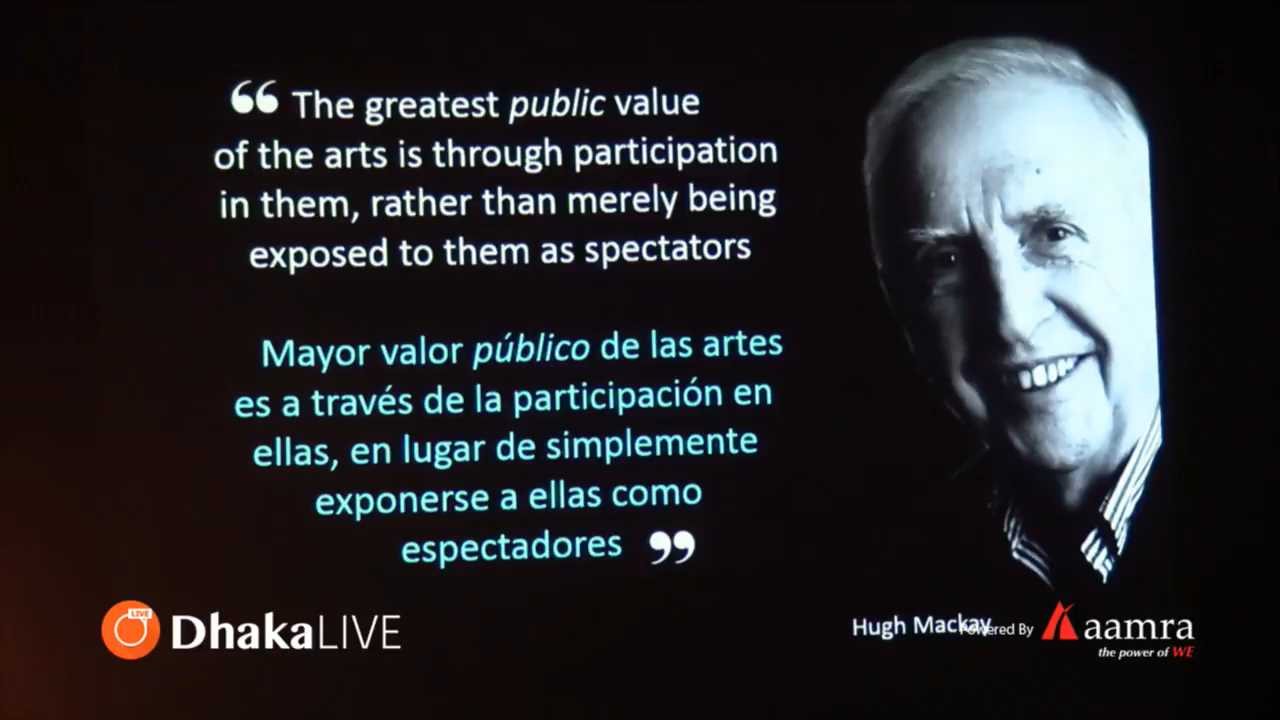 “ The greatest public value
of the arts is through participation
in them, rather than merely being
exposed to them as spectators
Mayor valor público de las artes
es a través de la participación en
ellas, en lugar de simplemente
exponerse a ellas como
espectadores ”
LIVE
DhakaLIVE
Hugh Mackay
Powered By
aamra
the power of WE